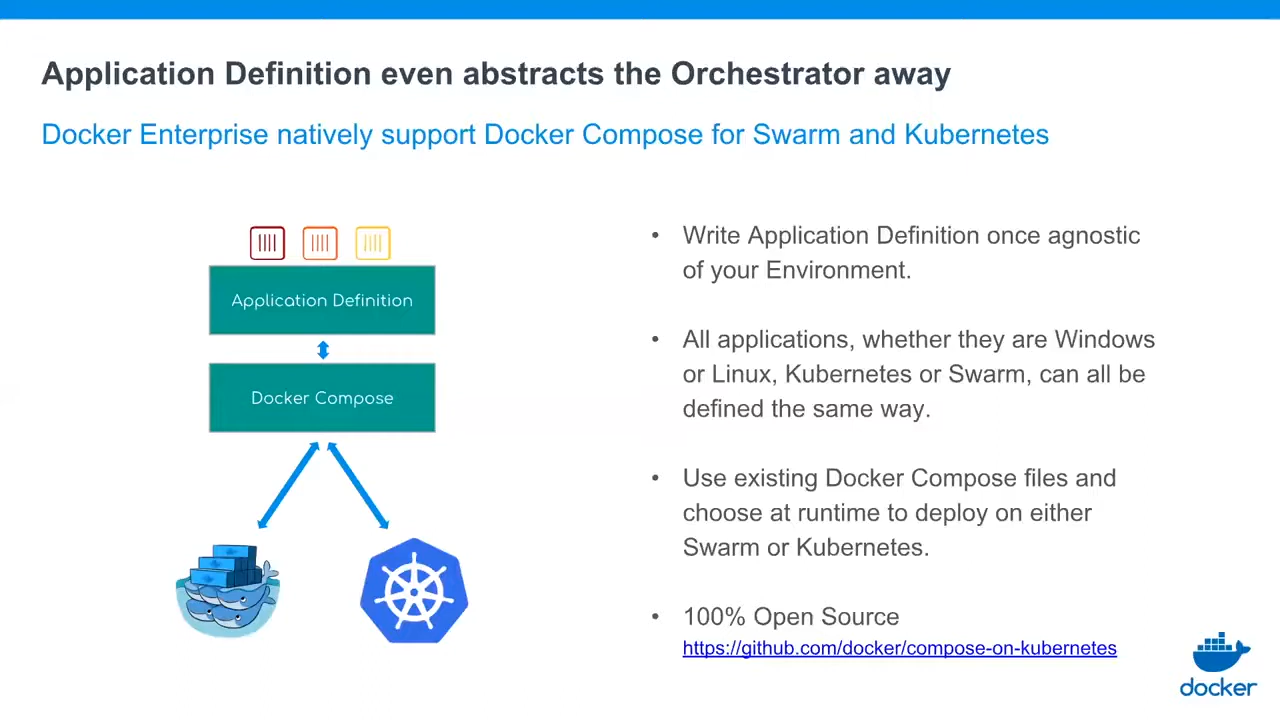 Application Definition even abstracts the Orchestrator away
Docker Enterprise natively support Docker Compose for Swarm and Kubernetes
Application Definition
Docker Compose
• Write Application Definition once agnostic
of your Environment.
• All applications, whether they are Windows
or Linux, Kubernetes or Swarm, can all be
defined the same way.
• Use existing Docker Compose files and
choose at runtime to deploy on either
Swarm or Kubernetes.
• 100% Open Source
https://github.com/docker/compose-on-kubernetes
docker